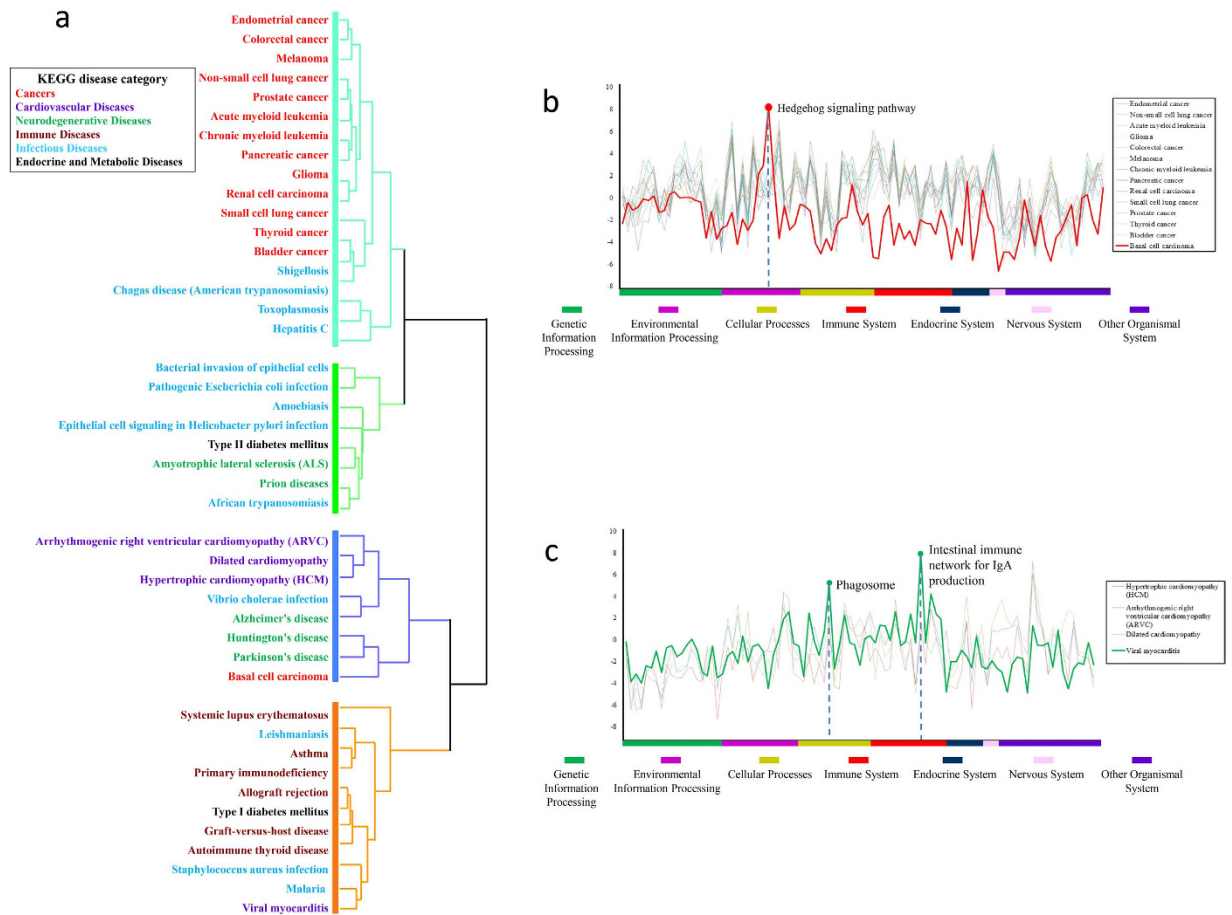 a
Endometrial cancer
Colorectal cancer
Melanoma
Non-small cell lung cancer
Prostate cancer
Acute myeloid leukemia
Chronic myeloid leukemia
Pancreatic cancer
Glioma
Renal cell carcinoma
Small cell lung cancer
Thyroid cancer
Bladder cancer
Shigellosis
Chagas disease (American trypanosomiasis)
Toxoplasmosis
Hepatitis C
KEGG disease category
Cancers
Cardiovascular Diseases
Neurodegenerative Diseases
Immune Diseases
Infectious Diseases
Endocrine and Metabolic Diseases
Bacterial invasion of epithelial cells
Pathogenic Escherichia coli infection
Amoebiasis
Epithelial cell signaling in Helicobacter pylori infection
Type II diabetes mellitus
Amyotrophic lateral sclerosis (ALS)
Prion diseases
African trypanosomiasis
Arrhythmogenic right ventricular cardiomyopathy (ARVC)
Dilated cardiomyopathy
Hypertrophic cardiomyopathy (HCM)
Vibrio cholerae infection
Alzheimer's disease
Huntington's disease
Parkinson's disease
Basal cell carcinoma
Systemic lupus erythematosus
Leishmaniasis
Asthma
Primary immunodeficiency
Allograft rejection
Type I diabetes mellitus
Graft-versus-host disease
Autoimmune thyroid disease
Staphylococcus aureus infection
Malaria
Viral myocarditis
b
10
8
6
4
2
0
-2
-4
-6
-8
Hedgehog signaling pathway
Endometrial cancer
Non-small cell lung cancer
Acute myeloid leukemia
Glioma
Colorectal cancer
Melanoma
Chronic myeloid leukemia
Pancreatic cancer
Renal cell carcinoma
Small cell lung cancer
Prostate cancer
Thyroid cancer
Bladder cancer
Basal cell carcinoma
Genetic
Information
Processing
Environmental
Information Processing
Cellular Processes
Immune System
Endocrine System
Nervous System
Other Organismal
System
c
10
8
6
4
2
0
-2
-4
-6
-8
Phagosome
Intestinal immune
network for IgA
production
Hypertrophic cardiomyopathy
(HCM)
Arrhythmogenic right
ventricular cardiomyopathy
(ARVC)
Dilated cardiomyopathy
Viral myocarditis
Genetic
Information
Processing
Environmental
Information Processing
Cellular Processes
Immune System
Endocrine System
Nervous System
Other Organismal
System